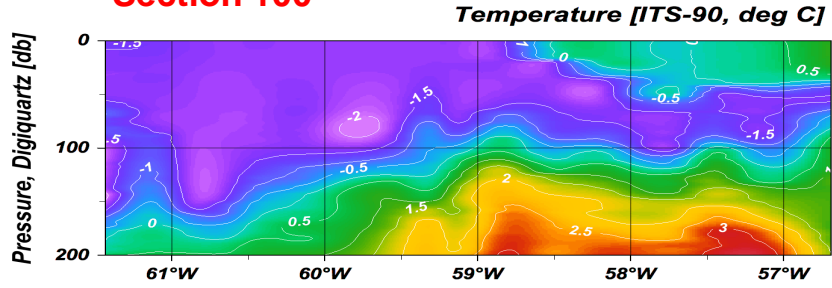 Section 100
Temperature [ITS-90, deg C]
Pressure, Digiquartz [db]
0
100
200
-1.5
-1
0
0.5
-0.5
1.5
-2
-1.5
2
2.5
3
0
-0.5
-1.5
0.5
61°W
60°W
59°W
58°W
57°W